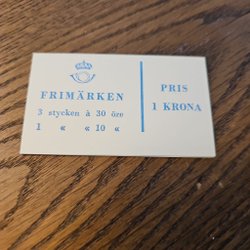 FRIMÄRKEN
3 stycken à 30 öre
1 « « 10 «
PRIS
1 KRONA